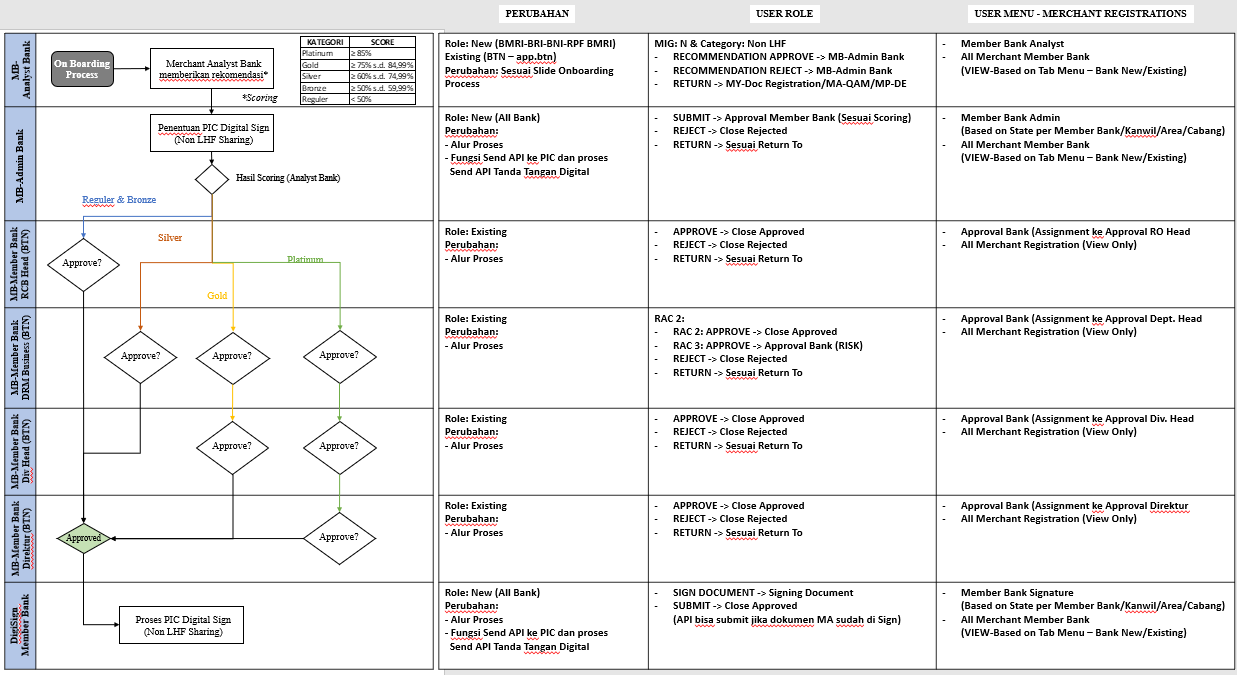 PERUBAHAN
USER ROLE
USER MENU - MERCHANT REGISTRATIONS
MB-
Analyst Bank
On Boarding
Process
Merchant Analyst Bank
memberikan rekomendasi*
*Scoring
KATEGORI SCORE
Platinum ≥ 85%
Gold ≥ 75% s.d. 84,99%
Silver ≥ 60% s.d. 74,99%
Bronze ≥ 50% s.d. 59,99%
Reguler < 50%
Role: New (BMRI-BRI-BNI-RPF BMRI)
Existing (BTN – app.btn)
Perubahan: Sesuai Slide Onboarding
Process
MIG: N & Category: Non LHF
- RECOMMENDATION APPROVE -> MB-Admin Bank
- RECOMMENDATION REJECT -> MB-Admin Bank
- RETURN -> MY-Doc Registration/MA-QAM/MP-DE
- Member Bank Analyst
- All Member Bank Merchant
(VIEW-Based on Tab Menu – Bank New/Existing)
MB-Admin Bank
Penentuan PIC Digital Sign
(Non LHF Sharing)
Hasil Scoring (Analyst Bank)
Reguler & Bronze
Role: New (All Bank)
Perubahan:
- Alur Proses
- Fungsi Send API ke PIC dan proses
Send API Tanda Tangan Digital
- SUBMIT -> Approval Member Bank (Sesuai Scoring)
- REJECT -> Close Rejected
- RETURN -> Sesuai Return To
- Member Bank Admin
(Based on State per Member Bank/Kanwil/Area/Cabang)
- All Merchant Member Bank
(VIEW-Based on Tab Menu – Bank New/Existing)
MB-Member Bank
RCB Head (BTN)
Silver
Approve?
Platinum
Gold
Role: Existing
Perubahan:
- Alur Proses
- APPROVE -> Close Approved
- REJECT -> Close Rejected
- RETURN -> Sesuai Return To
- Approval Bank (Assignment ke Approval RO Head
- All Merchant Registration (View Only)
MB-Member Bank
DRM Business (BTN)
Approve?
Approve?
Approve?
Role: Existing
Perubahan:
- Alur Proses
RAC 2:
- RAC 2: APPROVE -> Close Approved
- RAC 3: APPROVE -> Approval Bank (RISK)
- REJECT -> Close Rejected
- RETURN -> Sesuai Return To
- Approval Bank (Assignment ke Approval Dept. Head
- All Merchant Registration (View Only)
MB-Member Bank
Div Head (BTN)
Approve?
Approve?
Role: Existing
Perubahan:
- Alur Proses
- APPROVE -> Close Approved
- REJECT -> Close Rejected
- RETURN -> Sesuai Return To
- Approval Bank (Assignment ke Approval Div. Head
- All Merchant Registration (View Only)
MB-Member Bank
Direktur (BTN)
Approved
Approve?
Role: Existing
Perubahan:
- Alur Proses
- APPROVE -> Close Approved
- REJECT -> Close Rejected
- RETURN -> Sesuai Return To
- Approval Bank (Assignment ke Approval Direktur
- All Merchant Registration (View Only)
DigiSign
Member Bank
Proses PIC Digital Sign
(Non LHF Sharing)
Role: New (All Bank)
Perubahan:
- Alur Proses
- Fungsi Send API ke PIC dan proses
Send API Tanda Tangan Digital
- SIGN DOCUMENT -> Signing Document
- SUBMIT -> Close Approved
(API bisa submit jika dokumen MA sudah di Sign)
- Member Bank Signature
(Based on State per Member Bank/Kanwil/Area/Cabang)
- All Merchant Member Bank
(VIEW-Based on Tab Menu – Bank New/Existing)